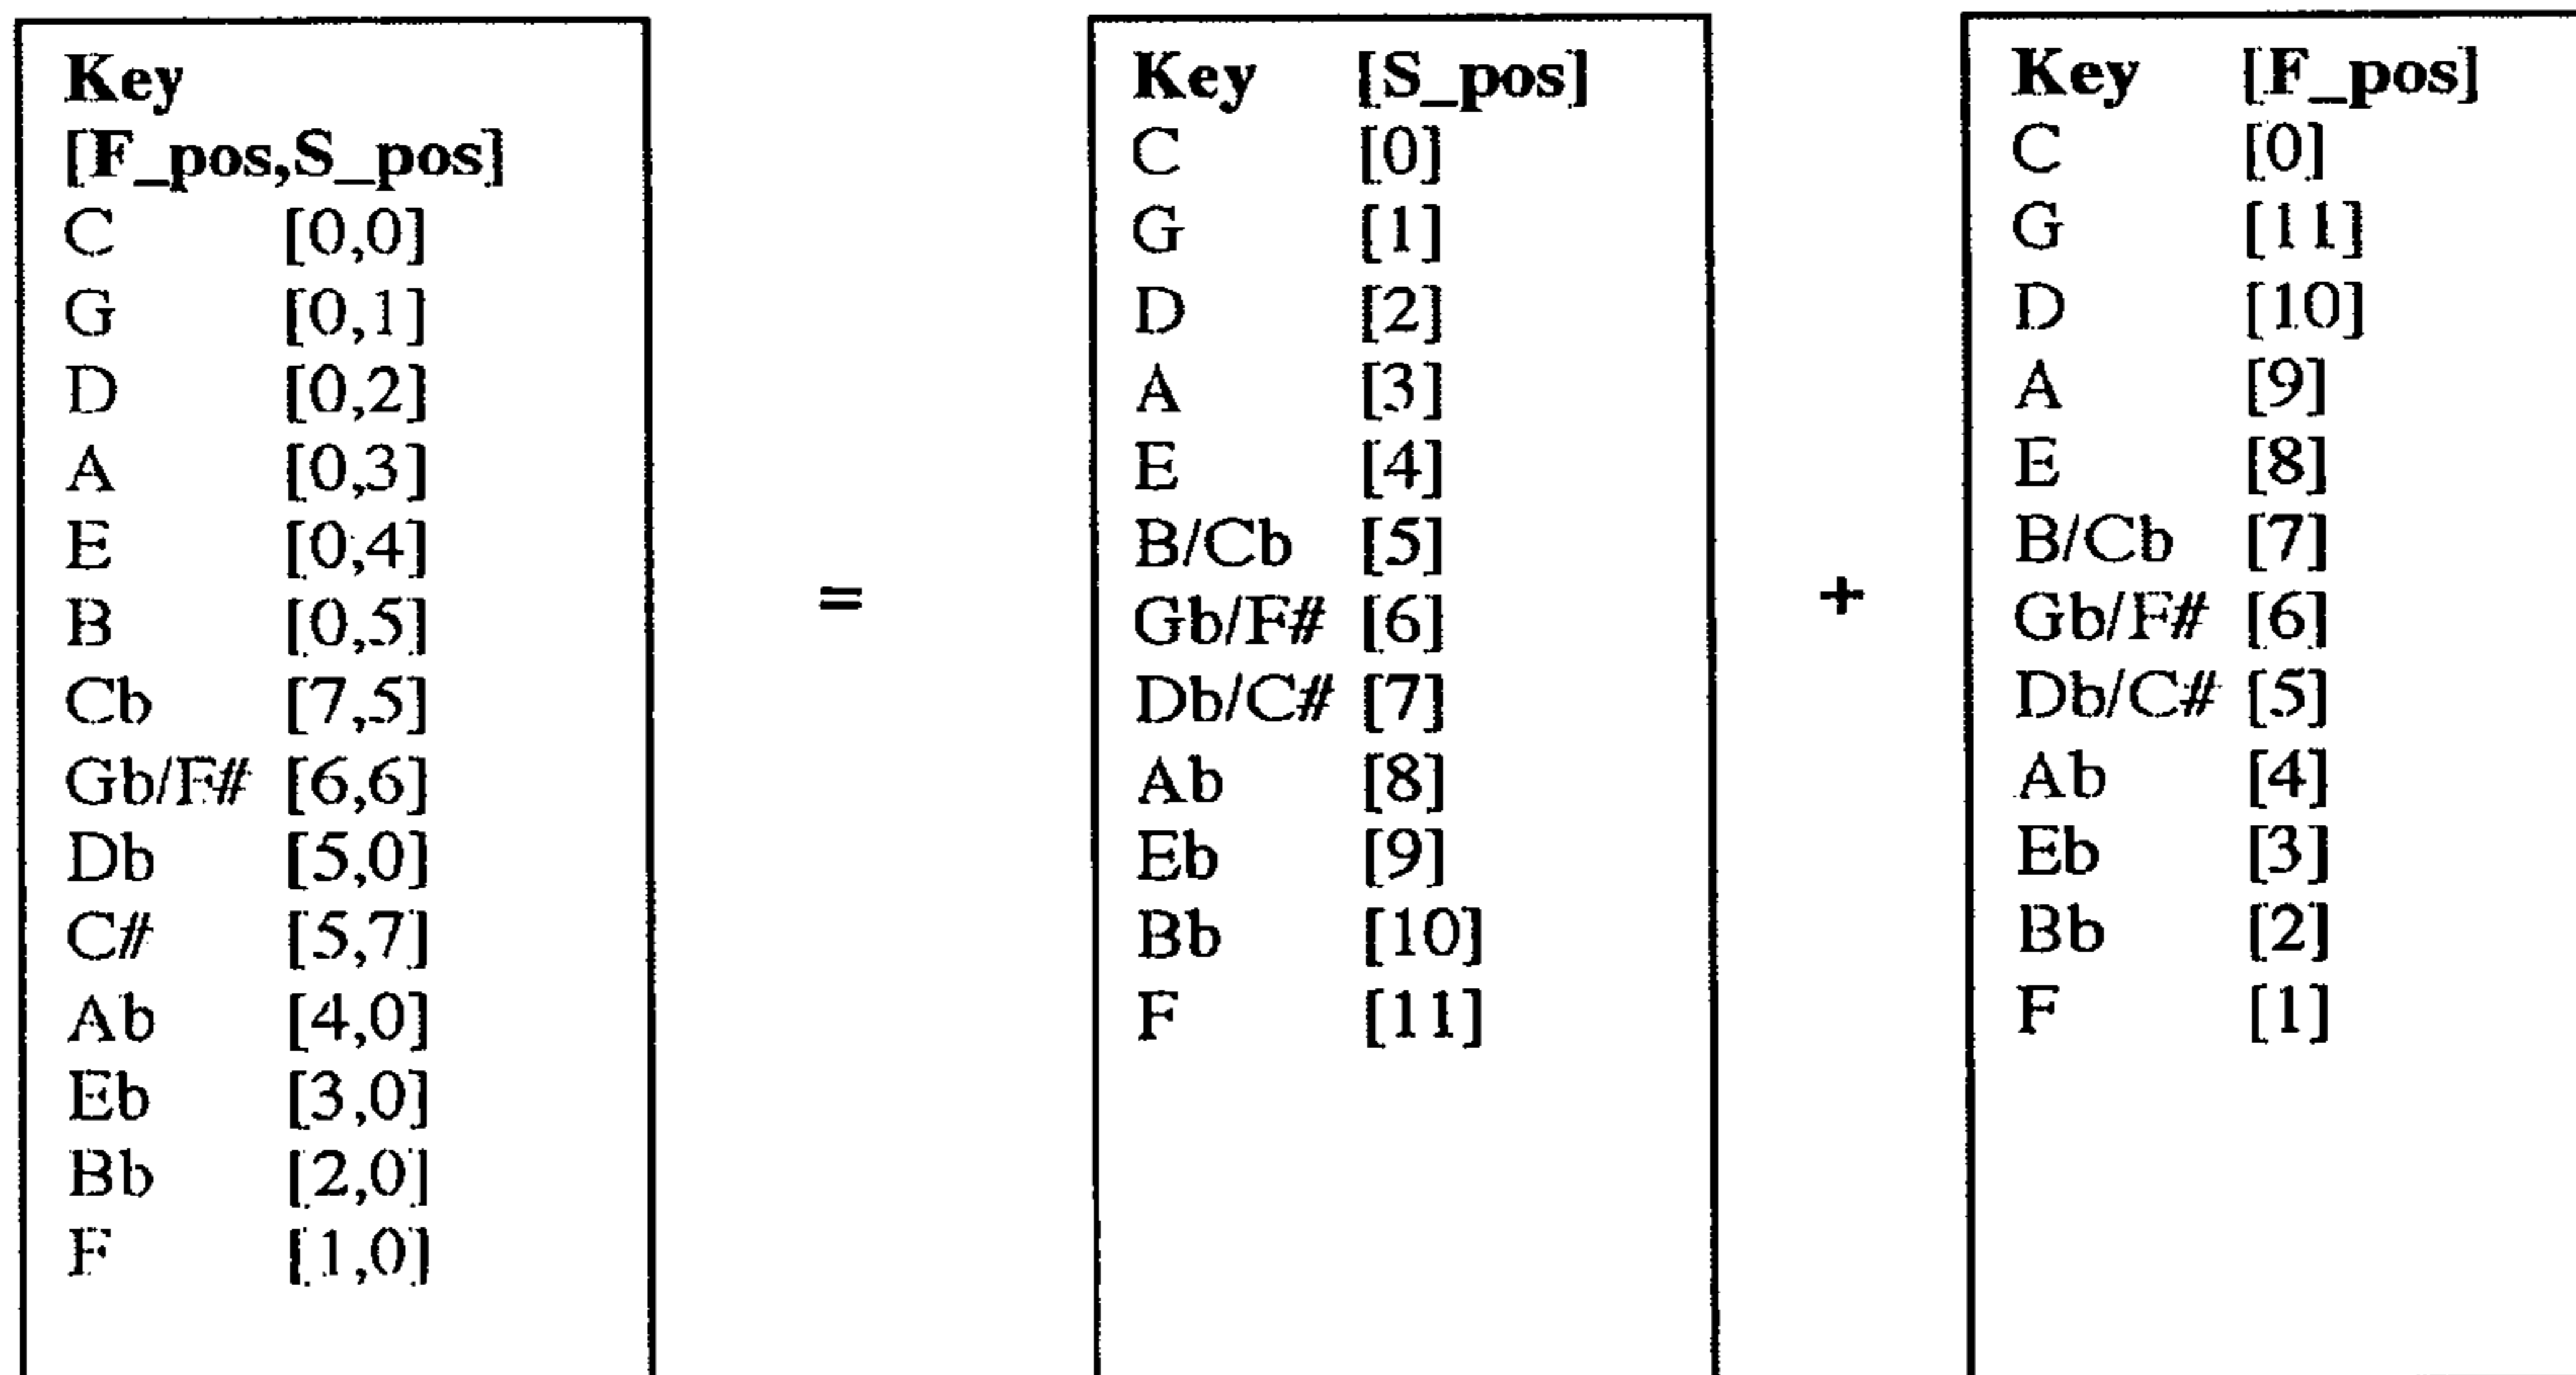 Key
[F_pos,S_pos]
C [0,0]
G [0,1]
D [0,2]
A [0,3]
E [0,4]
B [0,5]
Cb [7,5]
Gb/F# [6,6]
Db [5,0]
C# [5,7]
Ab [4,0]
Eb [3,0]
Bb [2,0]
F [1,0]
=
Key [S_pos]
C [0]
G [1]
D [2]
A [3]
E [4]
B/Cb [5]
Gb/F# [6]
Db/C# [7]
Ab [8]
Eb [9]
Bb [10]
F [11]
+
Key [F_pos]
C [0]
G [11]
D [10]
A [9]
E [8]
B/Cb [7]
Gb/F# [6]
Db/C# [5]
Ab [4]
Eb [3]
Bb [2]
F [1]